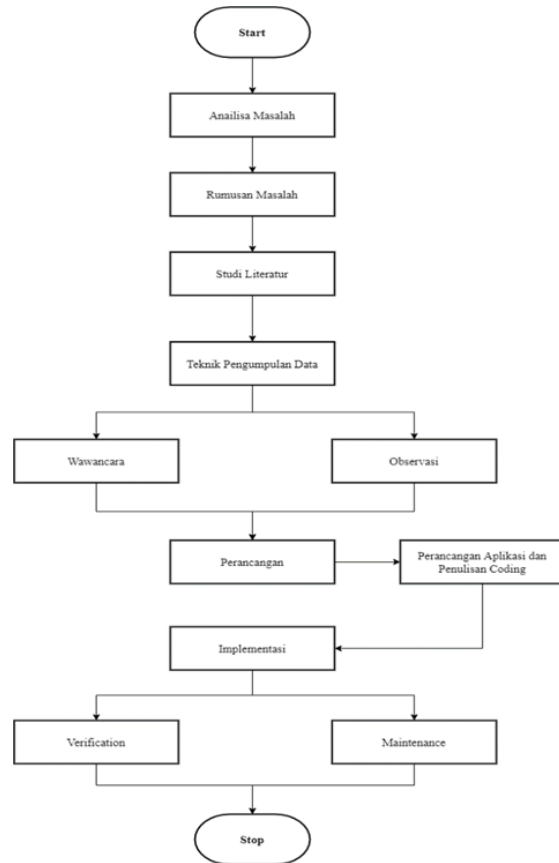 Start
Anailisa Masalah
Rumusan Masalah
Studi Literatur
Teknik Pengumpulan Data
Wawancara
Observasi
Perancangan
Perancangan Aplikasi dan
Penulisan Coding
Implementasi
Verification
Maintenance
Stop